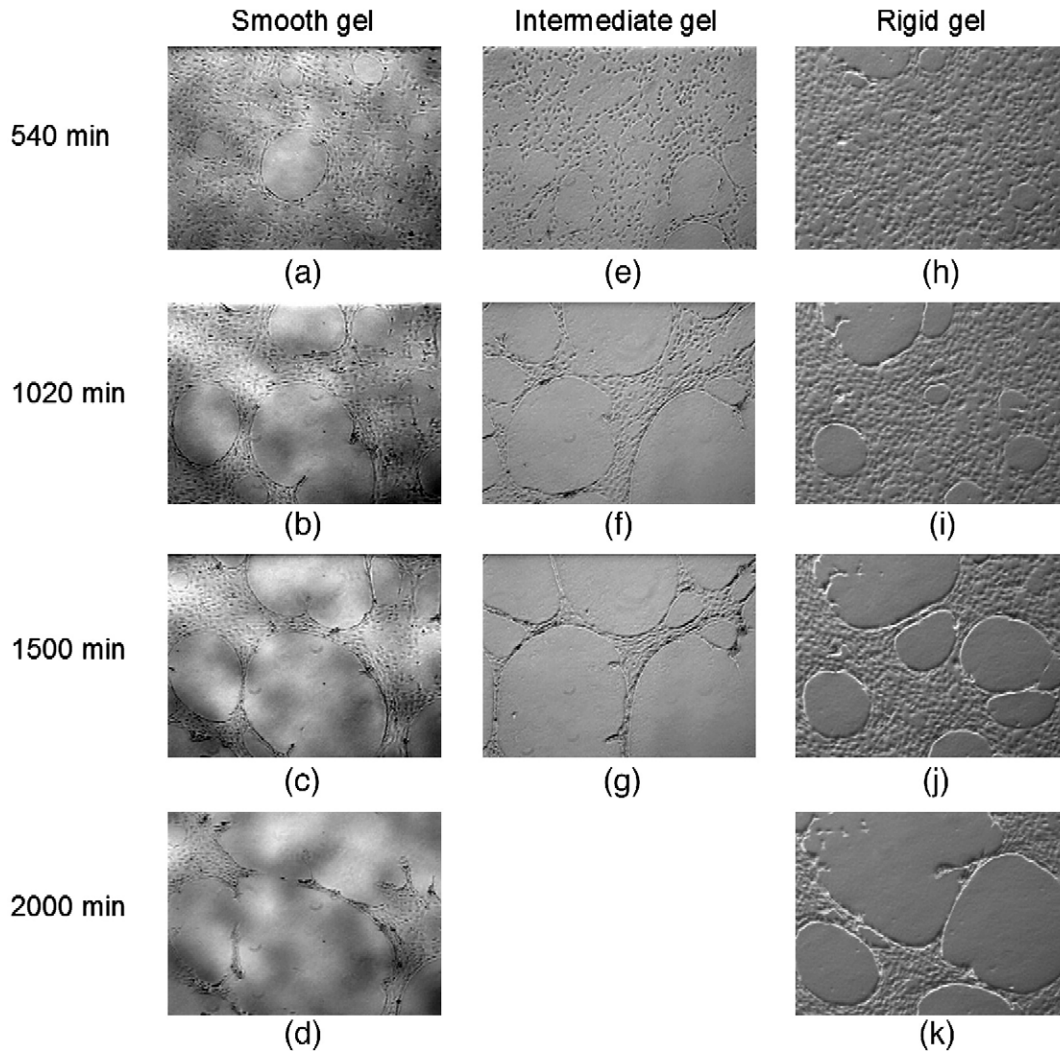 Smooth gel Intermediate gel Rigid gel
540 min
(a) (e) (h)
1020 min
(b) (f) (i)
1500 min
(c) (g) (j)
2000 min
(d) (k)